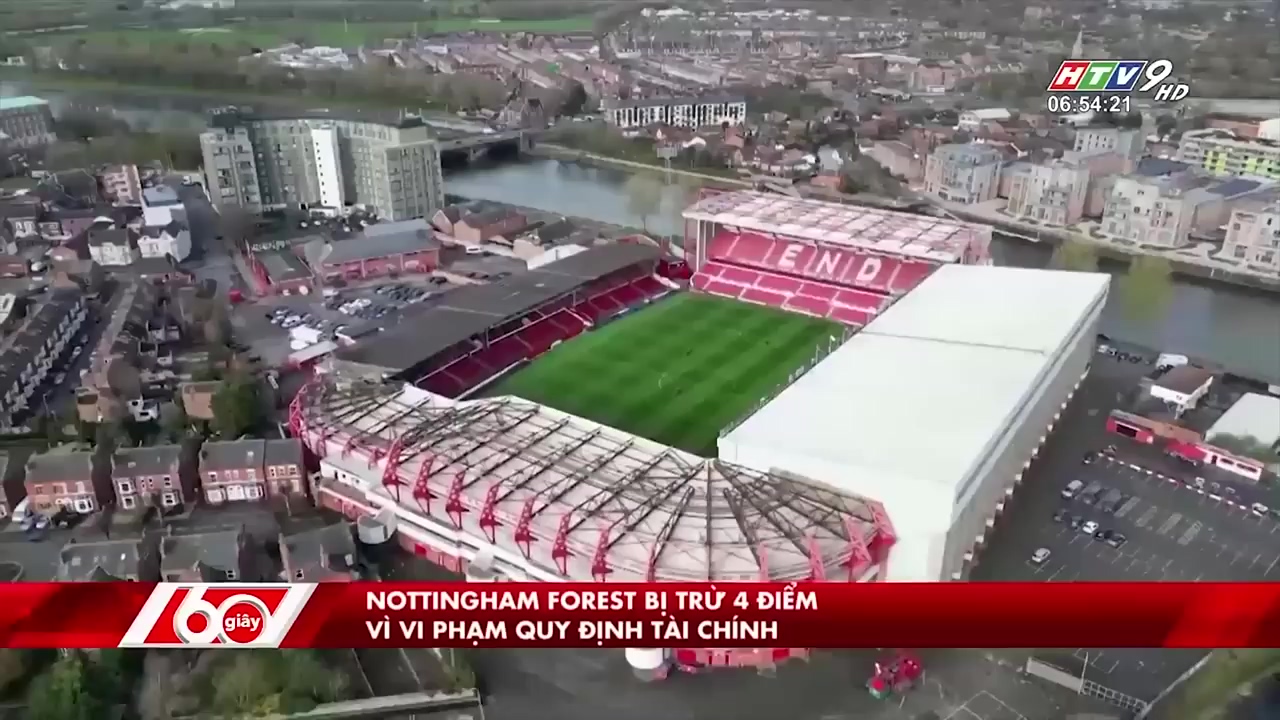 HTV9 HD
06:54:21
END
60 giây
NOTTINGHAM FOREST BỊ TRỪ 4 ĐIỂM
VÌ VI PHẠM QUY ĐỊNH TÀI CHÍNH